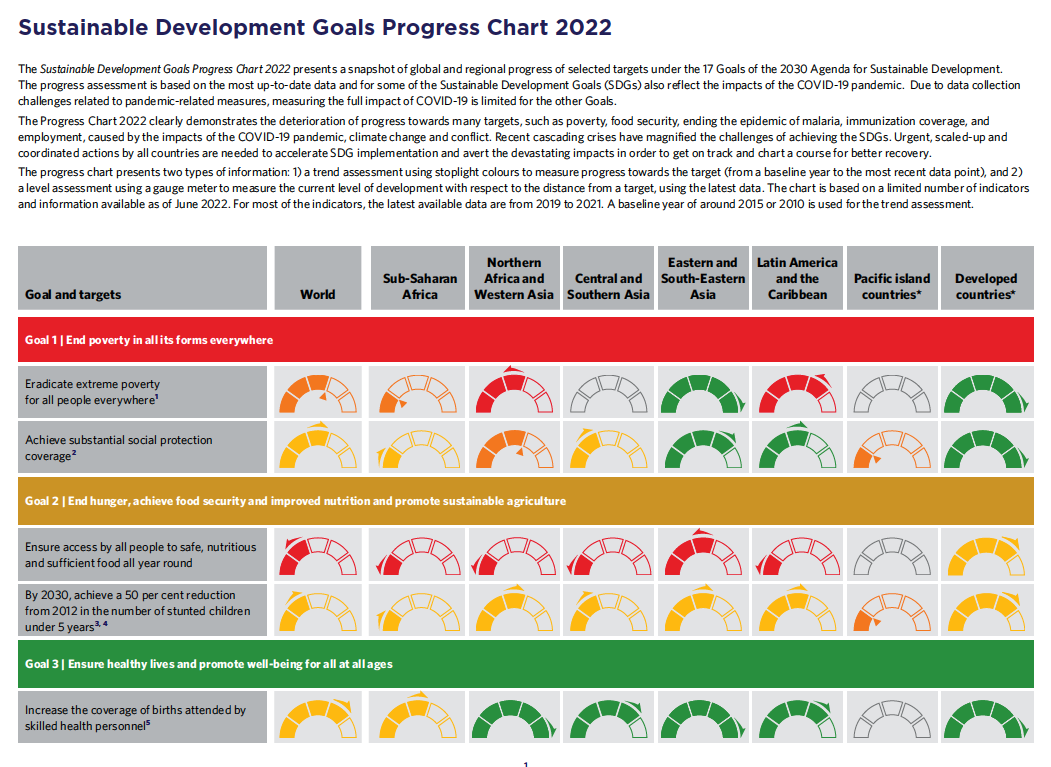 Sustainable Development Goals Progress Chart 2022
The Sustainable Development Goals Progress Chart 2022 presents a snapshot of global and regional progress of selected targets under the 17 Goals of the 2030 Agenda for Sustainable Development.
The progress assessment is based on the most up-to-date data and for some of the Sustainable Development Goals (SDGs) also reflect the impacts of the COVID-19 pandemic. Due to data collection
challenges related to pandemic-related measures, measuring the full impact of COVID-19 is limited for the other Goals.
The Progress Chart 2022 clearly demonstrates the deterioration of progress towards many targets, such as poverty, food security, ending the epidemic of malaria, immunization coverage, and
employment, caused by the impacts of the COVID-19 pandemic, climate change and conflict. Recent cascading crises have magnified the challenges of achieving the SDGs. Urgent, scaled-up and
coordinated actions by all countries are needed to accelerate SDG implementation and avert the devastating impacts in order to get on track and chart a course for better recovery.
The progress chart presents two types of information: 1) a trend assessment using stoplight colours to measure progress towards the target (from a baseline year to the most recent data point), and 2)
a level assessment using a gauge meter to measure the current level of development with respect to the distance from a target, using the latest data. The chart is based on a limited number of indicators
and information available as of June 2022. For most of the indicators, the latest available data are from 2019 to 2021. A baseline year of around 2015 or 2010 is used for the trend assessment.
Goal and targets
World
Sub-Saharan
Africa
Northern
Africa and
Western Asia
Central and
Southern Asia
Eastern and
South-Eastern
Asia
Latin America
and the
Caribbean
Pacific island
countries*
Developed
countries*
Goal 1 | End poverty in all its forms everywhere
Eradicate extreme poverty
for all people everywhere¹
Achieve substantial social protection
coverage²
Goal 2 | End hunger, achieve food security and improved nutrition and promote sustainable agriculture
Ensure access by all people to safe, nutritious
and sufficient food all year round
By 2030, achieve a 50 per cent reduction
from 2012 in the number of stunted children
under 5 years³˒ ⁴
Goal 3 | Ensure healthy lives and promote well-being for all at all ages
Increase the coverage of births attended by
skilled health personnel⁵
1